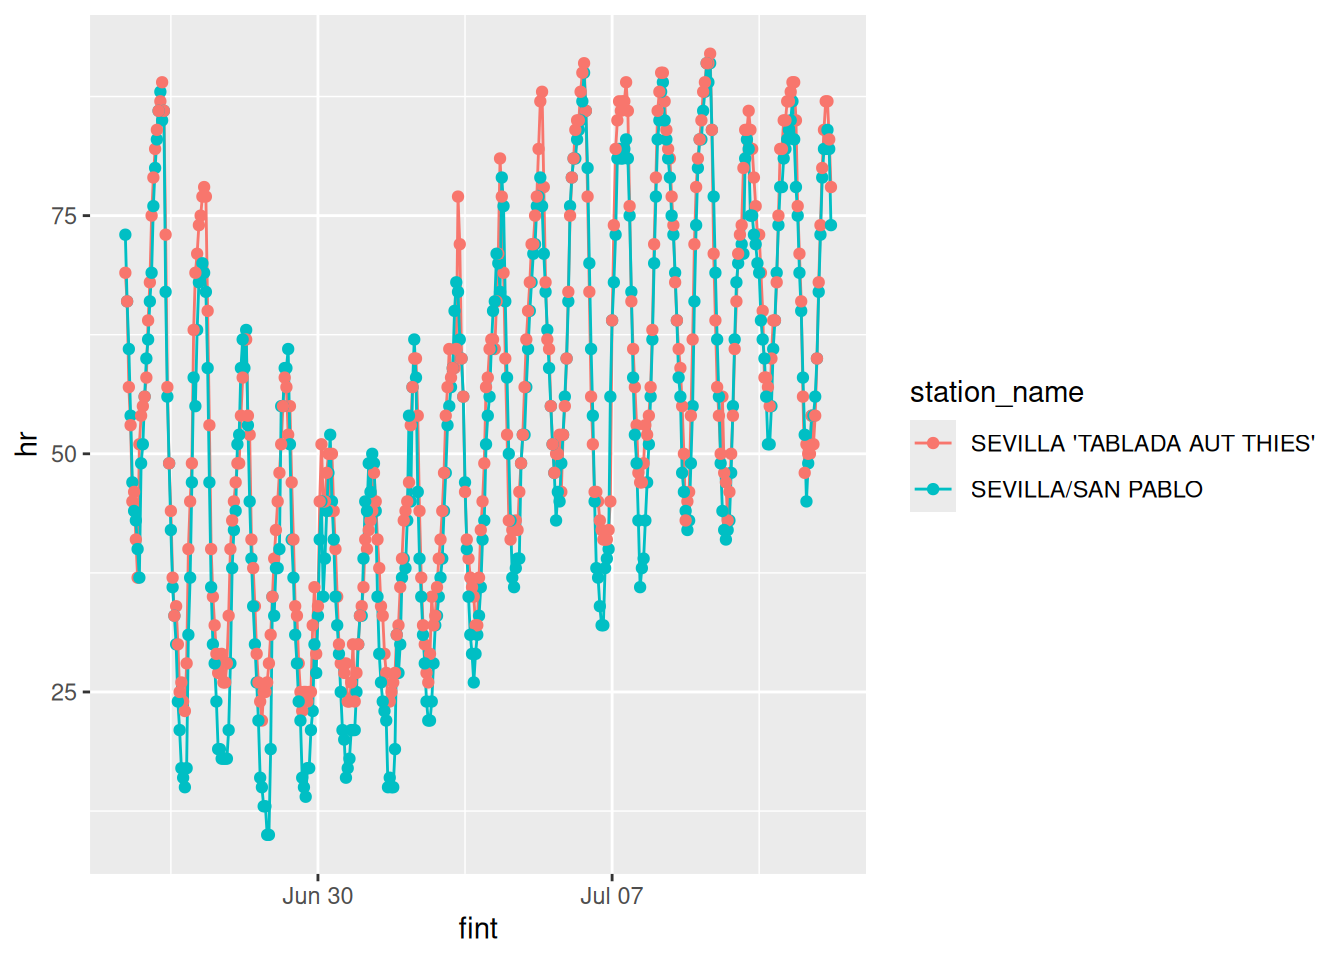 75
50
25
hr
Jun 30
Jul 07
fint
station_name
SEVILLA 'TABLADA AUT THIES'
SEVILLA/SAN PABLO